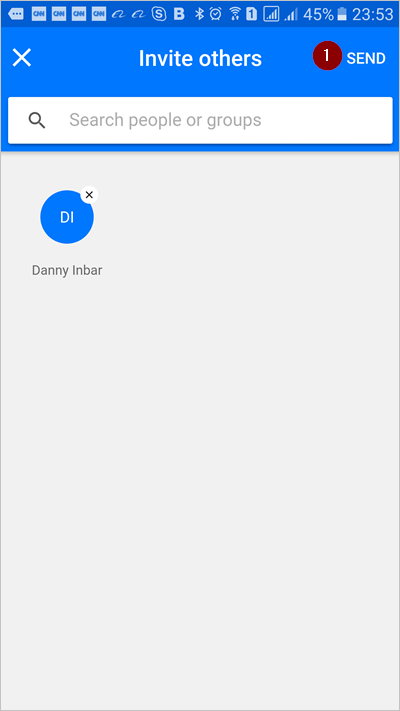 CNN CNN CNN CNN S B 1 45% 23:53
Invite others 1 SEND
Search people or groups
DI
Danny Inbar